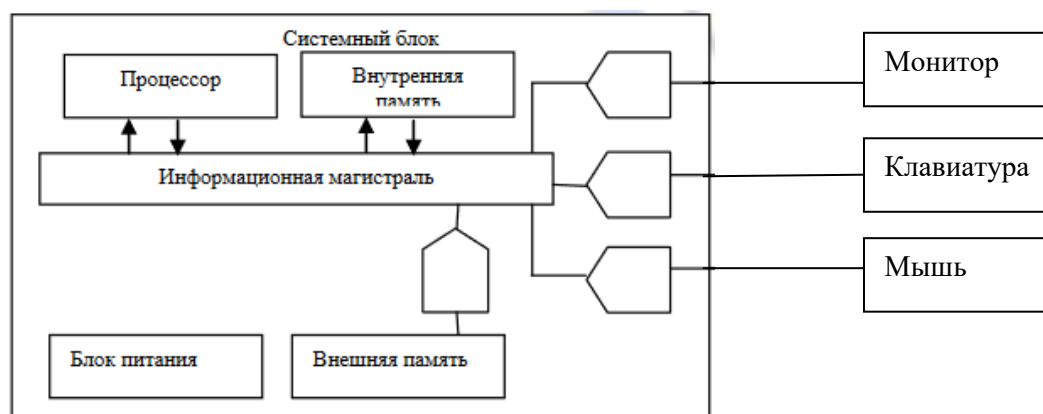 Системный блок
Процессор
Внутренняя
память
Информационная магистраль
Блок питания
Внешняя память
Монитор
Клавиатура
Мышь